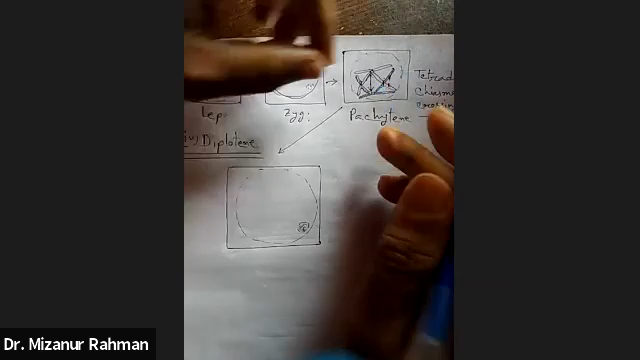 Lep
Zyg:
Pachytene →
Tetrad
Chiasma
iv) Diplotene
Dr. Mizanur Rahman